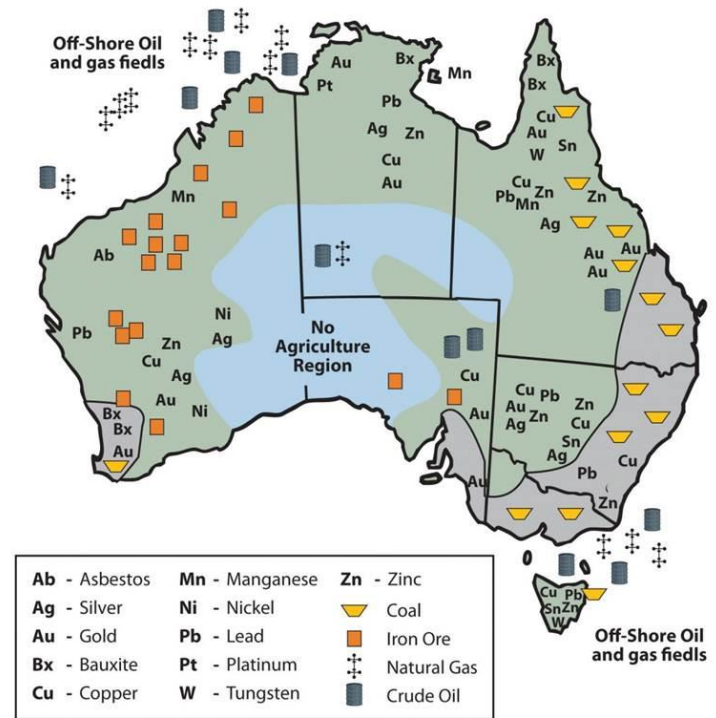 Off-Shore Oil
and gas fiedls
Au
Bx
Mn
Pt
Pb
Ag
Zn
Cu
Au
Bx
Bx
Cu
Au
Sn
W
Cu
Zn
Zn
Pb
Mn
Ag
Au
Au
Au
Mn
Ab
Pb
Ni
Zn
Ag
Cu
Ag
Au
Ni
Bx
Bx
Au
No
Agriculture
Region
Cu
Au
Au
Cu
Pb
Au
Zn
Zn
Ag
Cu
Sn
Ag
Pb
Cu
Zn
Cu
Pb
Sn
Zn
W
Off-Shore Oil
and gas fiedls
Ab - Asbestos
Ag - Silver
Au - Gold
Bx - Bauxite
Cu - Copper
Mn - Manganese
Ni - Nickel
Pb - Lead
Pt - Platinum
W - Tungsten
Zn - Zinc
Coal
Iron Ore
Natural Gas
Crude Oil